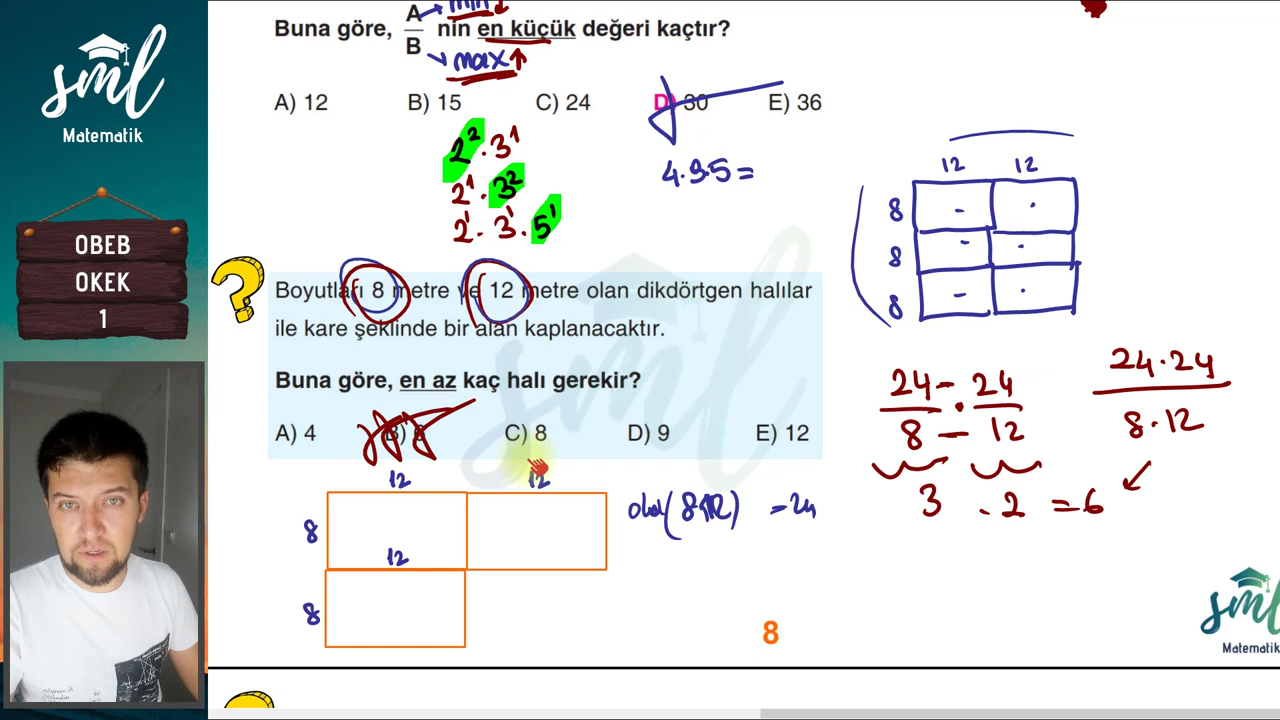 sml
Matematik
OBEB
OKEK
1
A → min ↓
Buna göre, A/B nin en küçük değeri kaçtır?
max ↑
A) 12 B) 15 C) 24 D) 30 E) 36
2² · 3¹
2¹ · 3²
2¹ · 3¹ · 5¹
4.9.5=
12 12
8
8
8
?
Boyutları 8 metre ve 12 metre olan dikdörtgen halılar
ile kare şeklinde bir alan kaplanacaktır.
Buna göre, en az kaç halı gerekir?
A) 4 B) 6 C) 8 D) 9 E) 12
12 12
8
12
8
=24
24/8 · 24/12
3 . 2 = 6
24.24
8.12
8
sml
Matematik